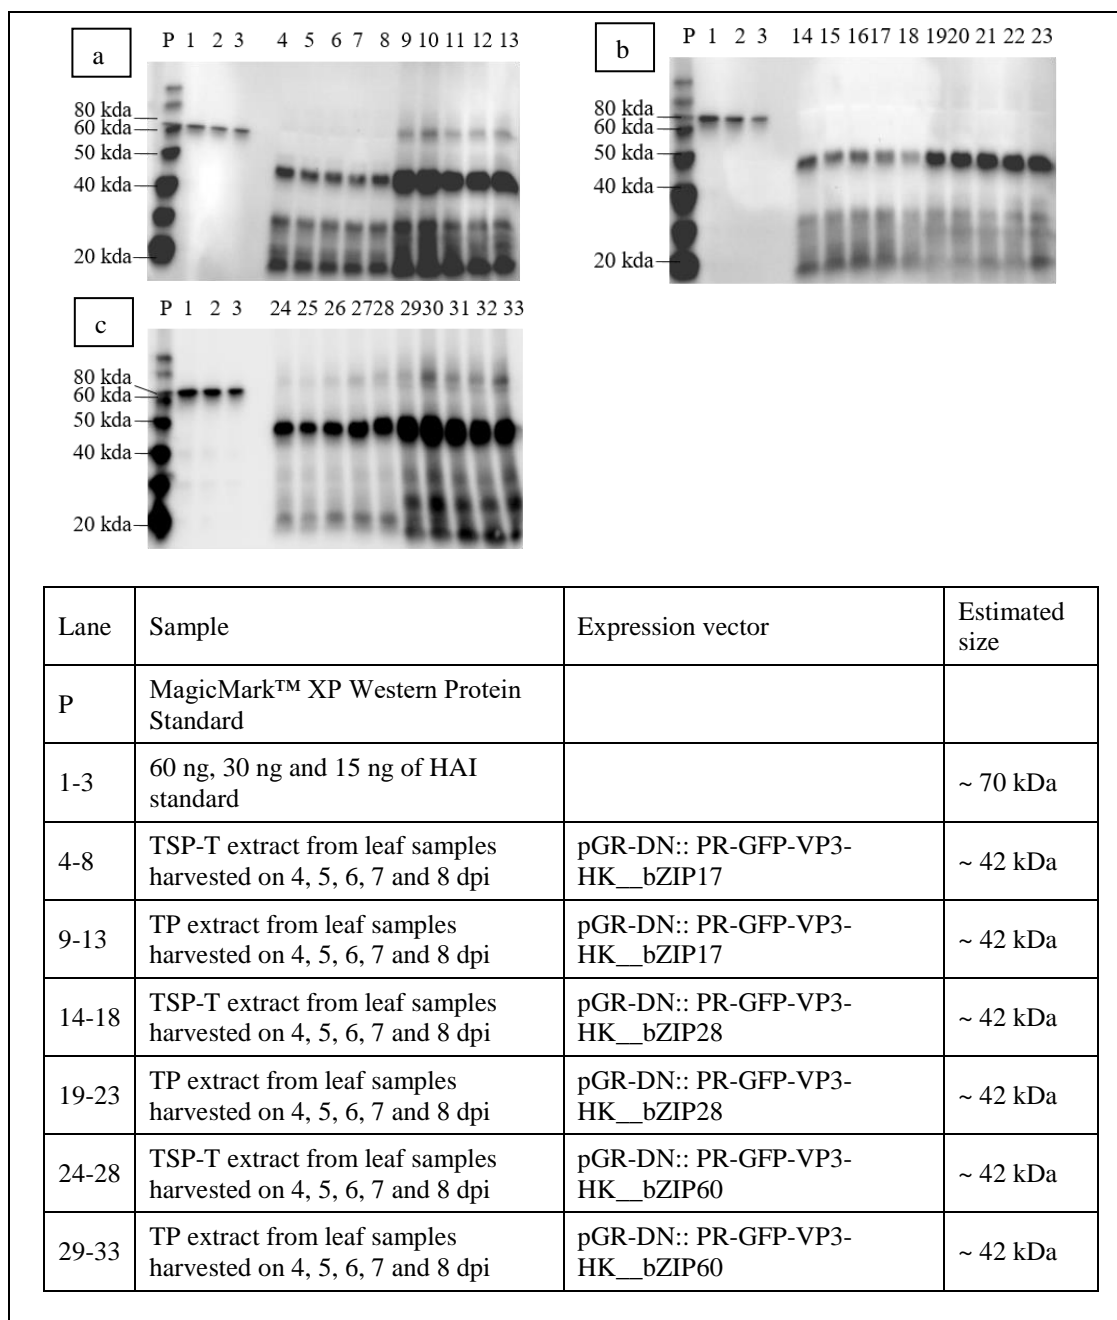 a
P 1 2 3 4 5 6 7 8 9 10 11 12 13
80 kda
60 kda
50 kda
40 kda
20 kda
b
P 1 2 3 14 15 1617 18 1920 21 22 23
80 kda
60 kda
50 kda
40 kda
20 kda
c
P 1 2 3 24 25 26 2728 2930 31 32 33
80 kda
60 kda
50 kda
40 kda
20 kda
Lane Sample Expression vector Estimated
size
P MagicMark™ XP Western Protein
Standard
1-3 60 ng, 30 ng and 15 ng of HAI
standard ~ 70 kDa
4-8 TSP-T extract from leaf samples
harvested on 4, 5, 6, 7 and 8 dpi pGR-DN:: PR-GFP-VP3-
HK__bZIP17 ~ 42 kDa
9-13 TP extract from leaf samples
harvested on 4, 5, 6, 7 and 8 dpi pGR-DN:: PR-GFP-VP3-
HK__bZIP17 ~ 42 kDa
14-18 TSP-T extract from leaf samples
harvested on 4, 5, 6, 7 and 8 dpi pGR-DN:: PR-GFP-VP3-
HK__bZIP28 ~ 42 kDa
19-23 TP extract from leaf samples
harvested on 4, 5, 6, 7 and 8 dpi pGR-DN:: PR-GFP-VP3-
HK__bZIP28 ~ 42 kDa
24-28 TSP-T extract from leaf samples
harvested on 4, 5, 6, 7 and 8 dpi pGR-DN:: PR-GFP-VP3-
HK__bZIP60 ~ 42 kDa
29-33 TP extract from leaf samples
harvested on 4, 5, 6, 7 and 8 dpi pGR-DN:: PR-GFP-VP3-
HK__bZIP60 ~ 42 kDa